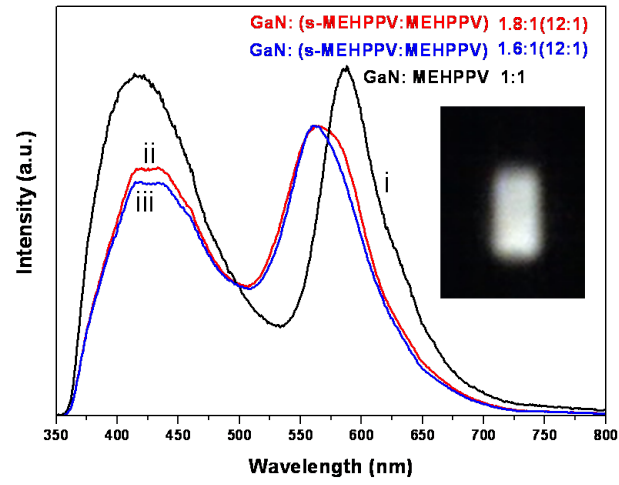 GaN: (s-MEHPPV:MEHPPV) 1.8:1(12:1)
GaN: (s-MEHPPV:MEHPPV) 1.6:1(12:1)
GaN: MEHPPV 1:1
ii
iii
i
Intensity (a.u.)
350 400 450 500 550 600 650 700 750 800
Wavelength (nm)